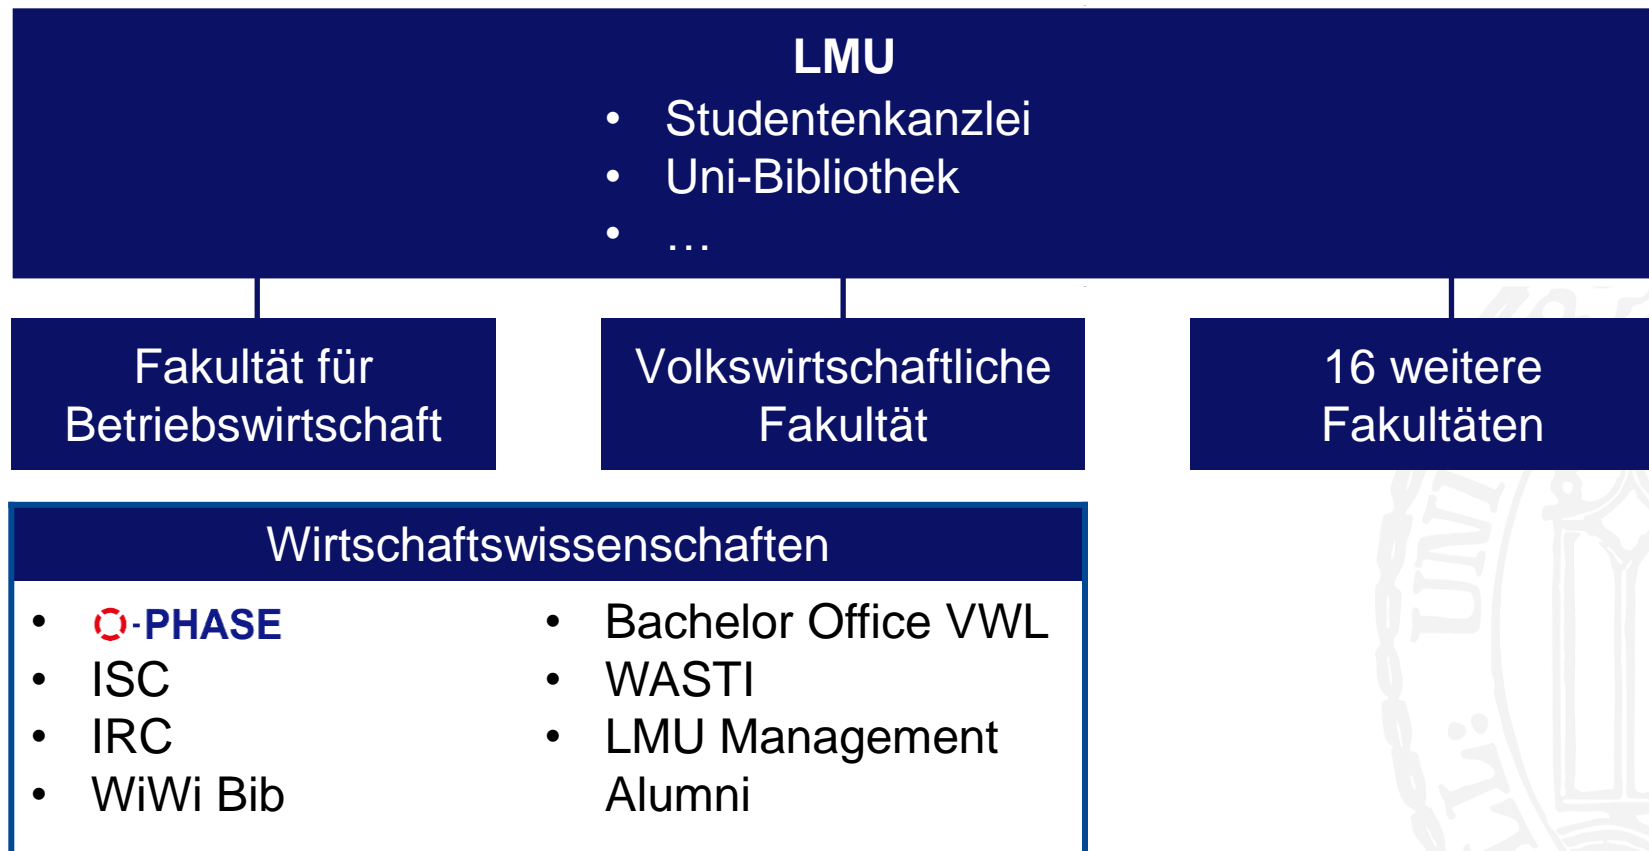 LMU
• Studentenkanzlei
• Uni-Bibliothek
• …
Fakultät für
Betriebswirtschaft
Volkswirtschaftliche
Fakultät
16 weitere
Fakultäten
Wirtschaftswissenschaften
• O-PHASE
• ISC
• IRC
• WiWi Bib
• Bachelor Office VWL
• WASTI
• LMU Management
Alumni
UNI